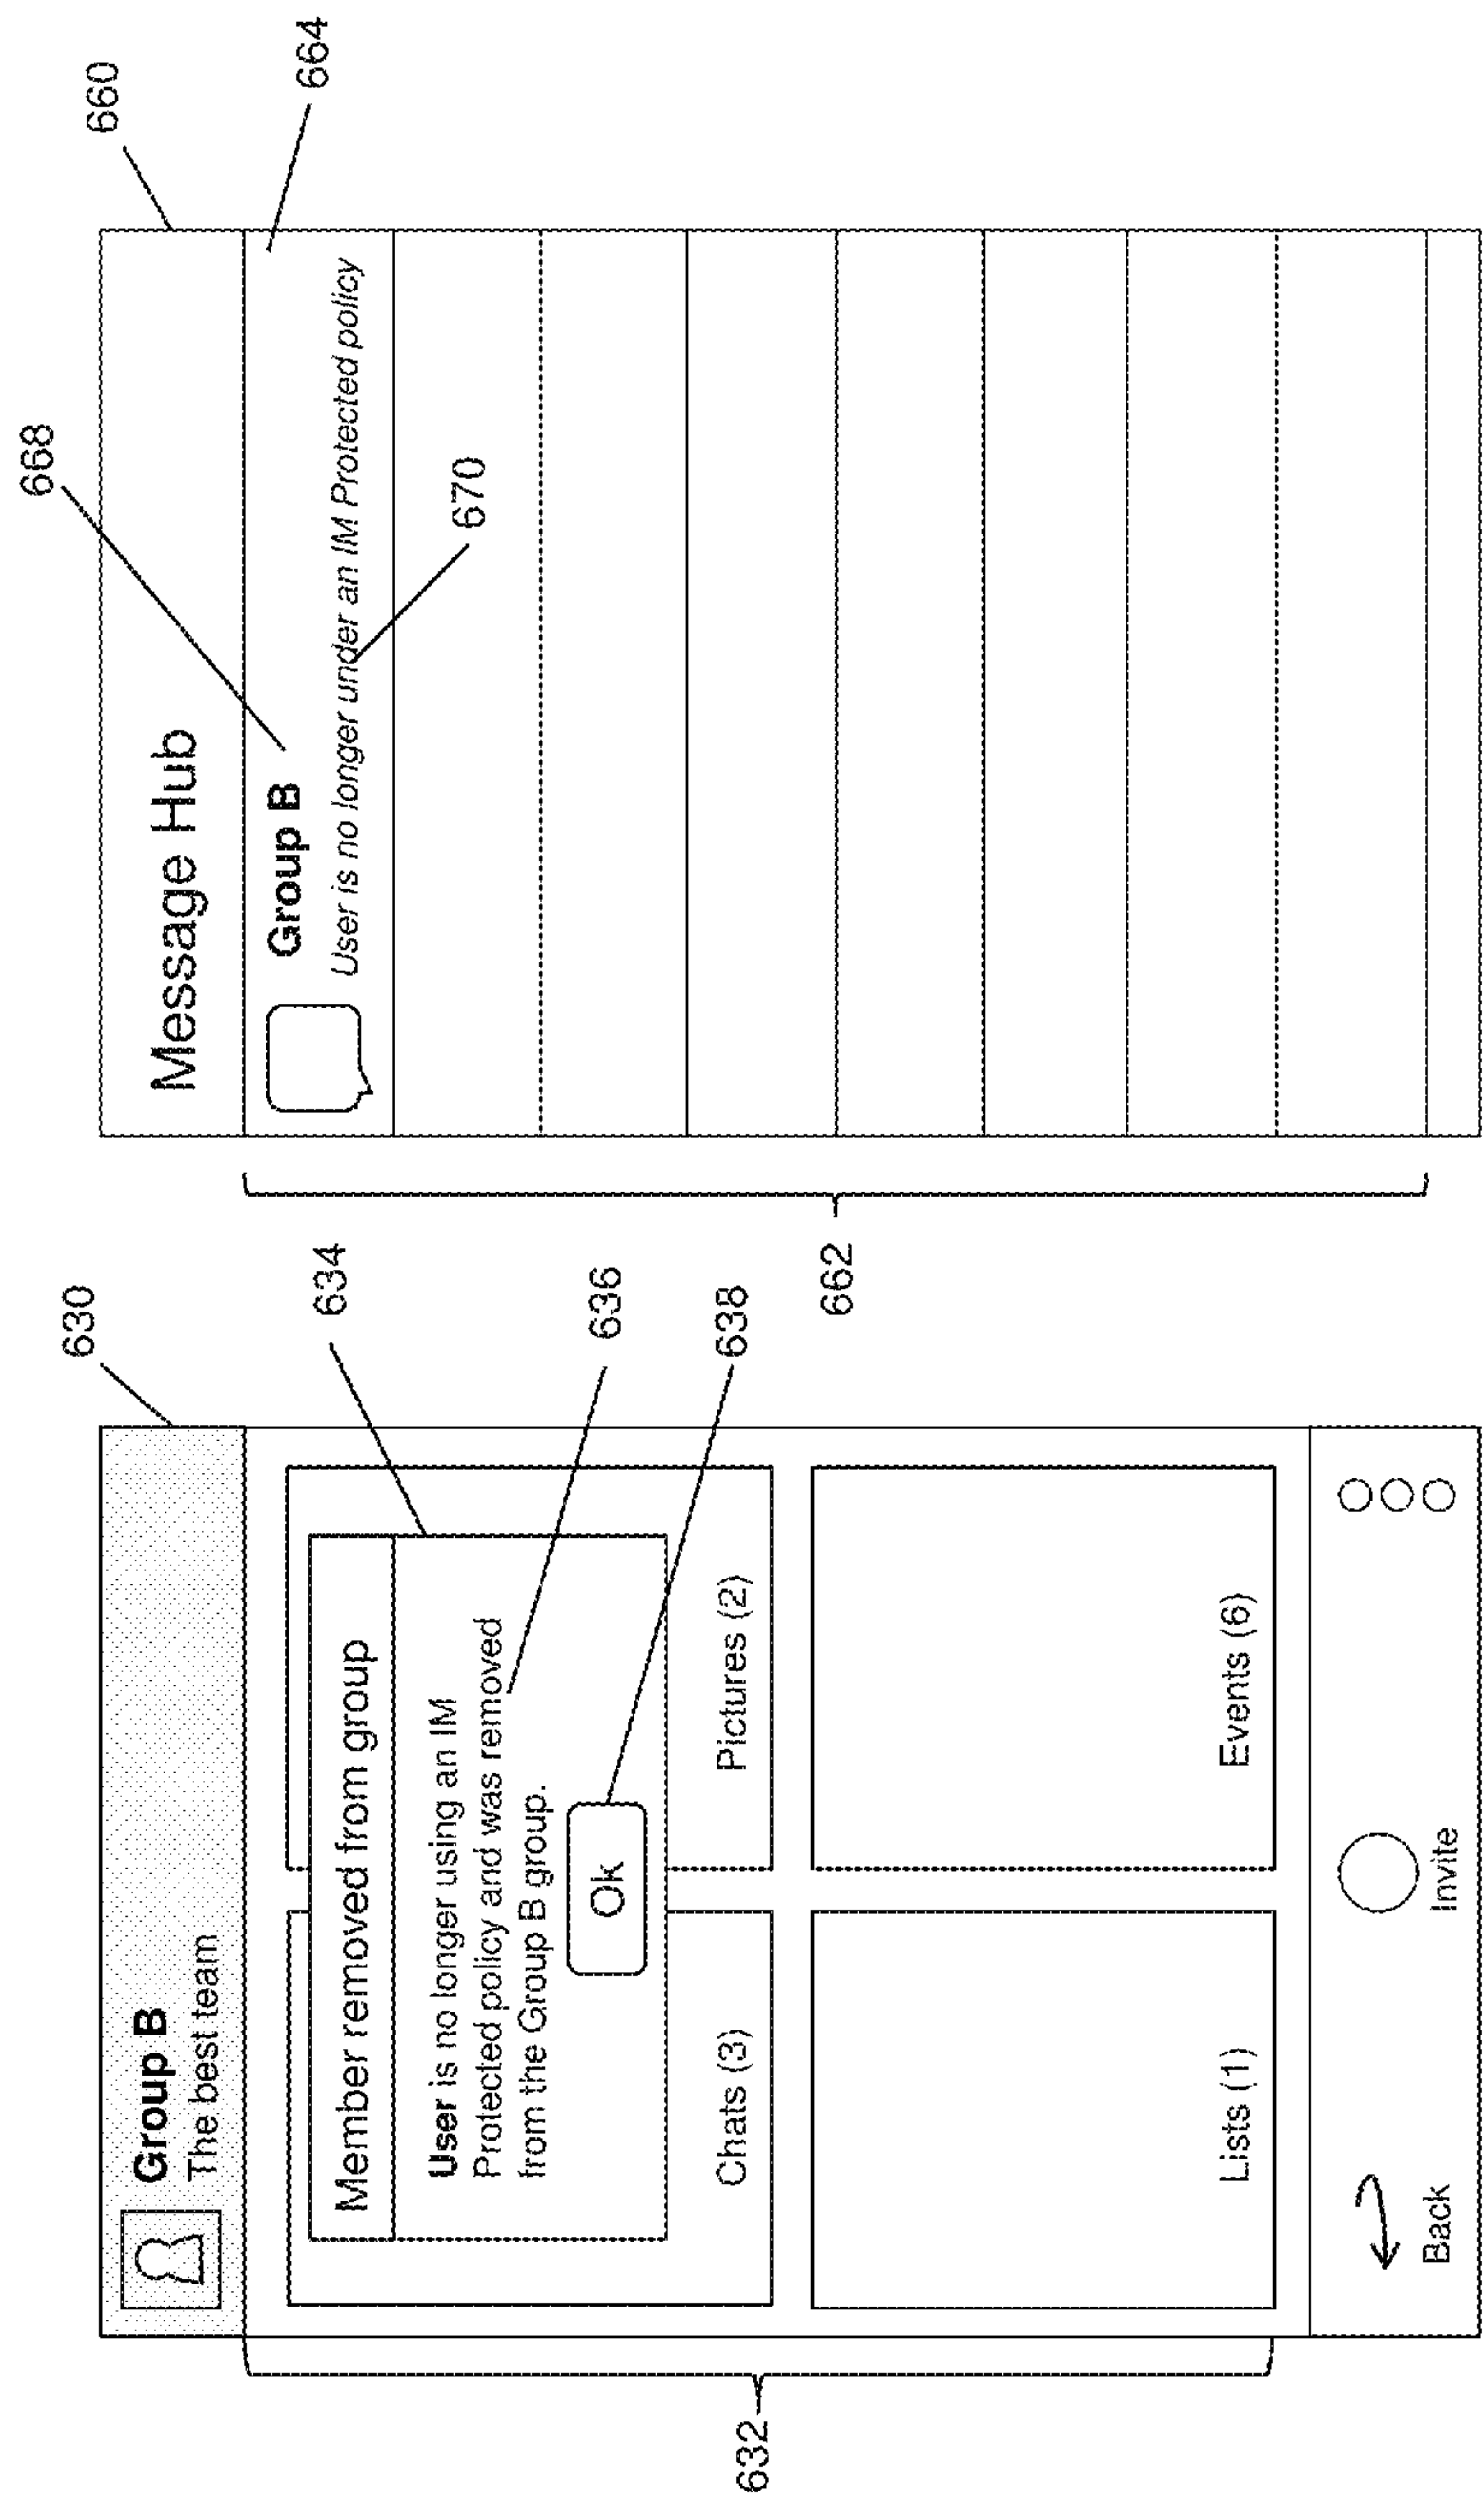 630
Group B
The best team
632
634
Member removed from group
User is no longer using an IM
Protected policy and was removed
from the Group B group.
636
Ok
638
Chats (3)
Pictures (2)
Lists (1)
Events (6)
Back
Invite
660
Message Hub
668
664
Group B
User is no longer under an IM Protected policy
670
662